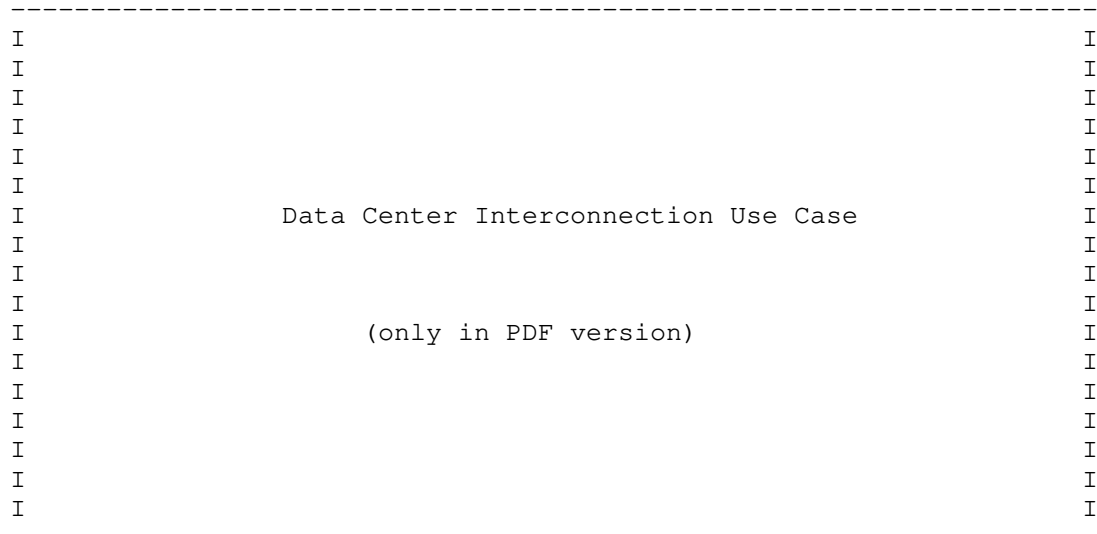 --------------------------------------------------------------------
I                                                                  I
I                                                                  I
I                                                                  I
I                                                                  I
I                                                                  I
I                                                                  I
I                Data Center Interconnection Use Case              I
I                                                                  I
I                                                                  I
I                                                                  I
I                     (only in PDF version)                        I
I                                                                  I
I                                                                  I
I                                                                  I
I                                                                  I
I                                                                  I
I                                                                  I